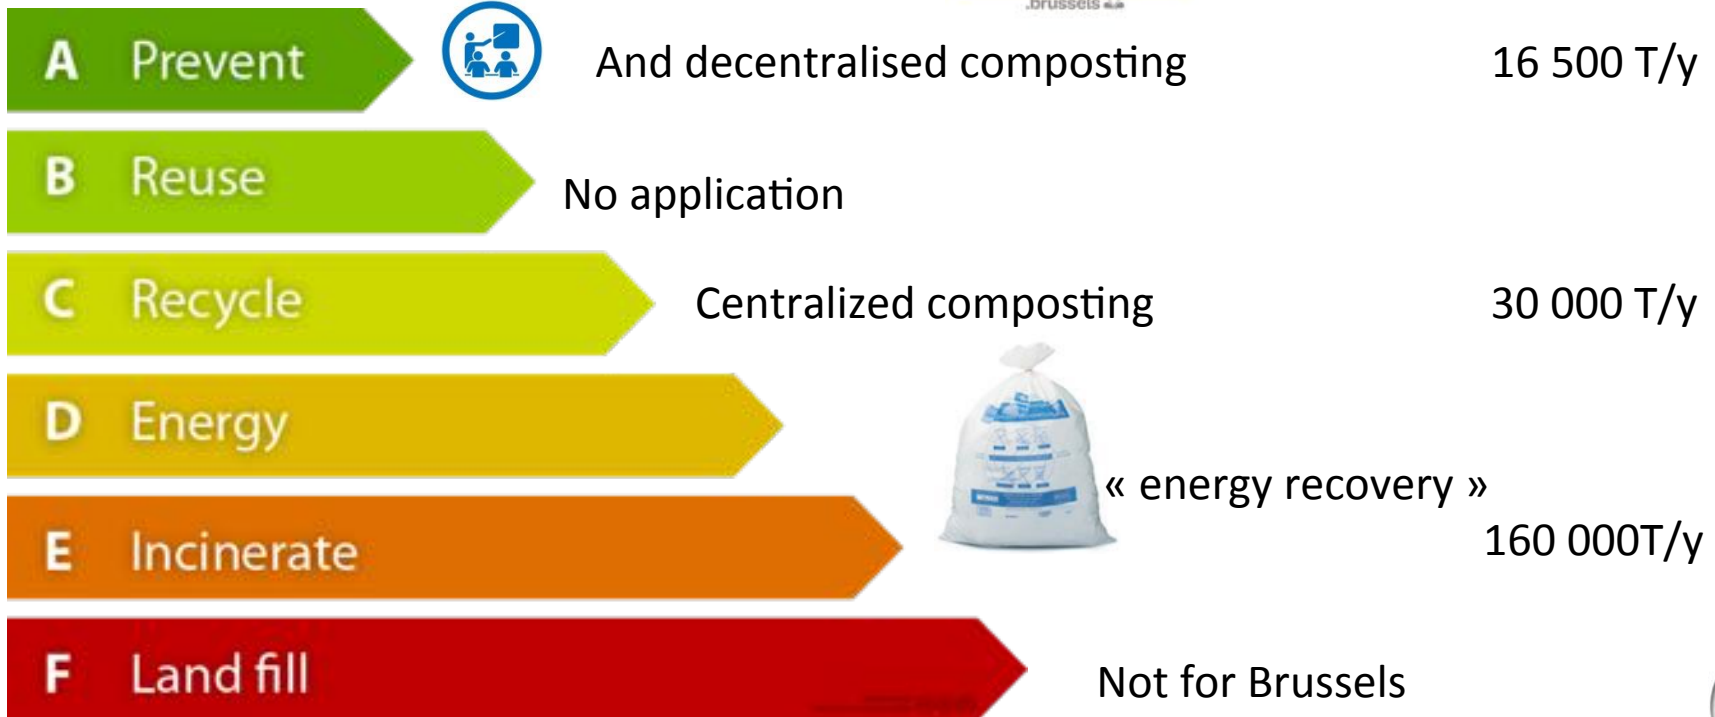 .brussels
A Prevent And decentralised composting 16 500 T/y
B Reuse
No application
C Recycle Centralized composting 30 000 T/y
D Energy
« energy recovery »
E Incinerate 160 000T/y
F Land fill Not for Brussels